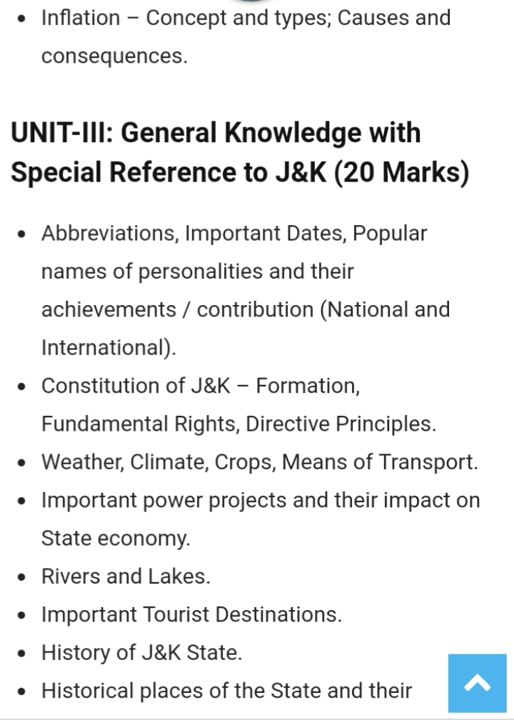 • Inflation – Concept and types; Causes and
consequences.
UNIT-III: General Knowledge with
Special Reference to J&K (20 Marks)
• Abbreviations, Important Dates, Popular
names of personalities and their
achievements / contribution (National and
International).
• Constitution of J&K – Formation,
Fundamental Rights, Directive Principles.
• Weather, Climate, Crops, Means of Transport.
• Important power projects and their impact on
State economy.
• Rivers and Lakes.
• Important Tourist Destinations.
• History of J&K State.
• Historical places of the State and their